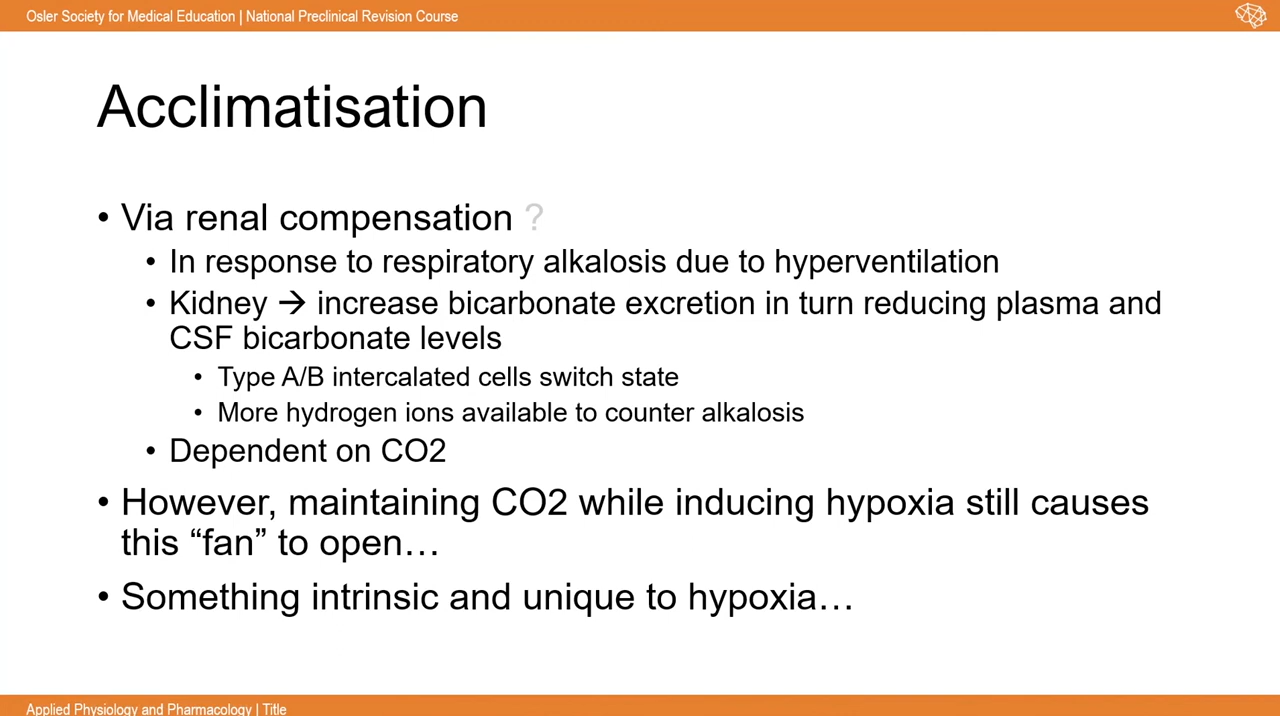 Osler Society for Medical Education | National Preclinical Revision Course
Acclimatisation
• Via renal compensation ?
• In response to respiratory alkalosis due to hyperventilation
• Kidney → increase bicarbonate excretion in turn reducing plasma and
CSF bicarbonate levels
• Type A/B intercalated cells switch state
• More hydrogen ions available to counter alkalosis
• Dependent on CO2
• However, maintaining CO2 while inducing hypoxia still causes
this “fan” to open…
• Something intrinsic and unique to hypoxia…
Applied Physiology and Pharmacology | Title